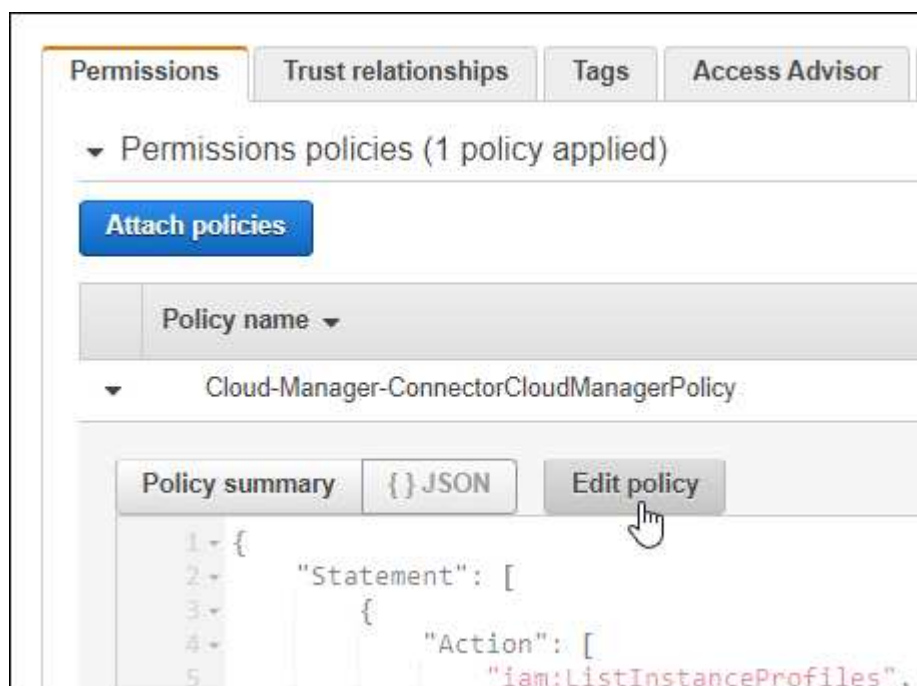 Permissions Trust relationships Tags Access Advisor
Permissions policies (1 policy applied)
Attach policies
Policy name
Cloud-Manager-ConnectorCloudManagerPolicy
Policy summary { } JSON Edit policy
1 {
2 "Statement": [
3 {
4 "Action": [
5 "iam:ListInstanceProfiles",